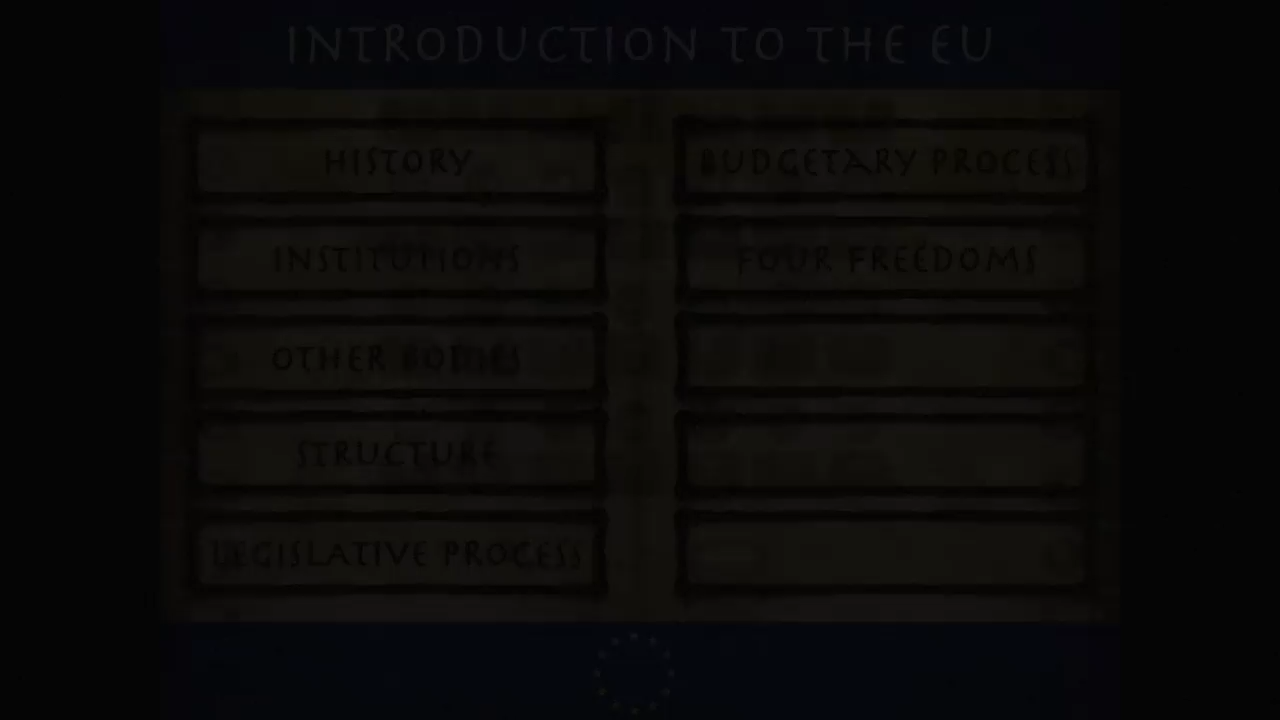 INTRODUCTION TO THE EU
HISTORY
INSTITUTIONS
OTHER BODIES
STRUCTURE
LEGISLATIVE PROCESS
BUDGETARY PROCESS
FOUR FREEDOMS